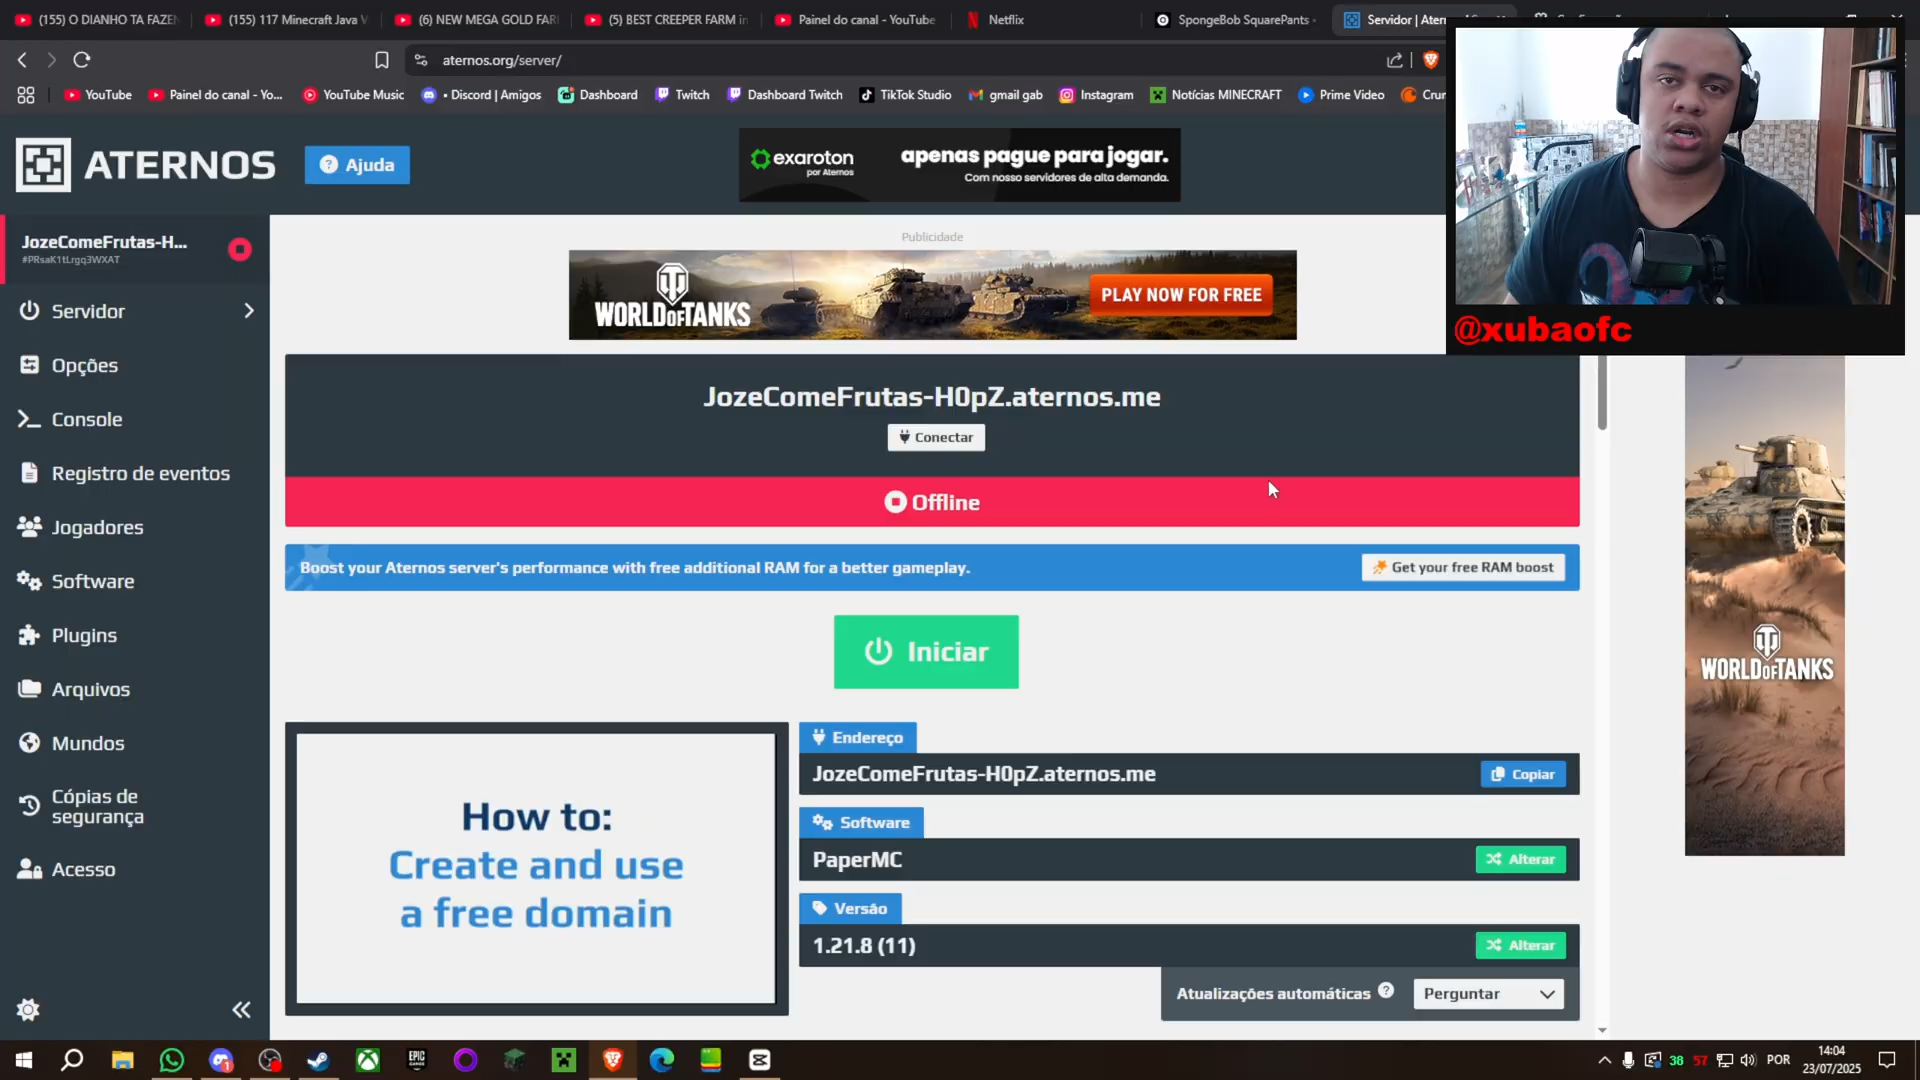 (155) O DIANHO TA FAZEN
(155) 117 Minecraft Java V
(6) NEW MEGA GOLD FAR
(5) BEST CREEPER FARM in
Painel do canal - YouTube
Netflix
SpongeBob SquarePants -
Servidor | Atern
aternos.org/server/
YouTube
Painel do canal - Yo...
YouTube Music
• Discord | Amigos
Dashboard
Twitch
Dashboard Twitch
TikTok Studio
gmail gab
Instagram
Notícias MINECRAFT
Prime Video
Crun
ATERNOS
Ajuda
exaroton
por Aternos
apenas pague para jogar.
Com nosso servidores de alta demanda.
@xubaofc
JozeComeFrutas-H...
#PRsaK1tLrgq3WXAT
Servidor
Opções
Console
Registro de eventos
Jogadores
Software
Plugins
Arquivos
Mundos
Cópias de
segurança
Acesso
Publicidade
WORLD OF TANKS
PLAY NOW FOR FREE
JozeComeFrutas-H0pZ.aternos.me
Conectar
Offline
Boost your Aternos server's performance with free additional RAM for a better gameplay.
Get your free RAM boost
Iniciar
How to:
Create and use
a free domain
Endereço
JozeComeFrutas-H0pZ.aternos.me
Copiar
Software
PaperMC
Alterar
Versão
1.21.8 (11)
Alterar
Atualizações automáticas
Perguntar
WORLD OF TANKS
EPIC
GAMES
38
57
POR
14:04
23/07/2025